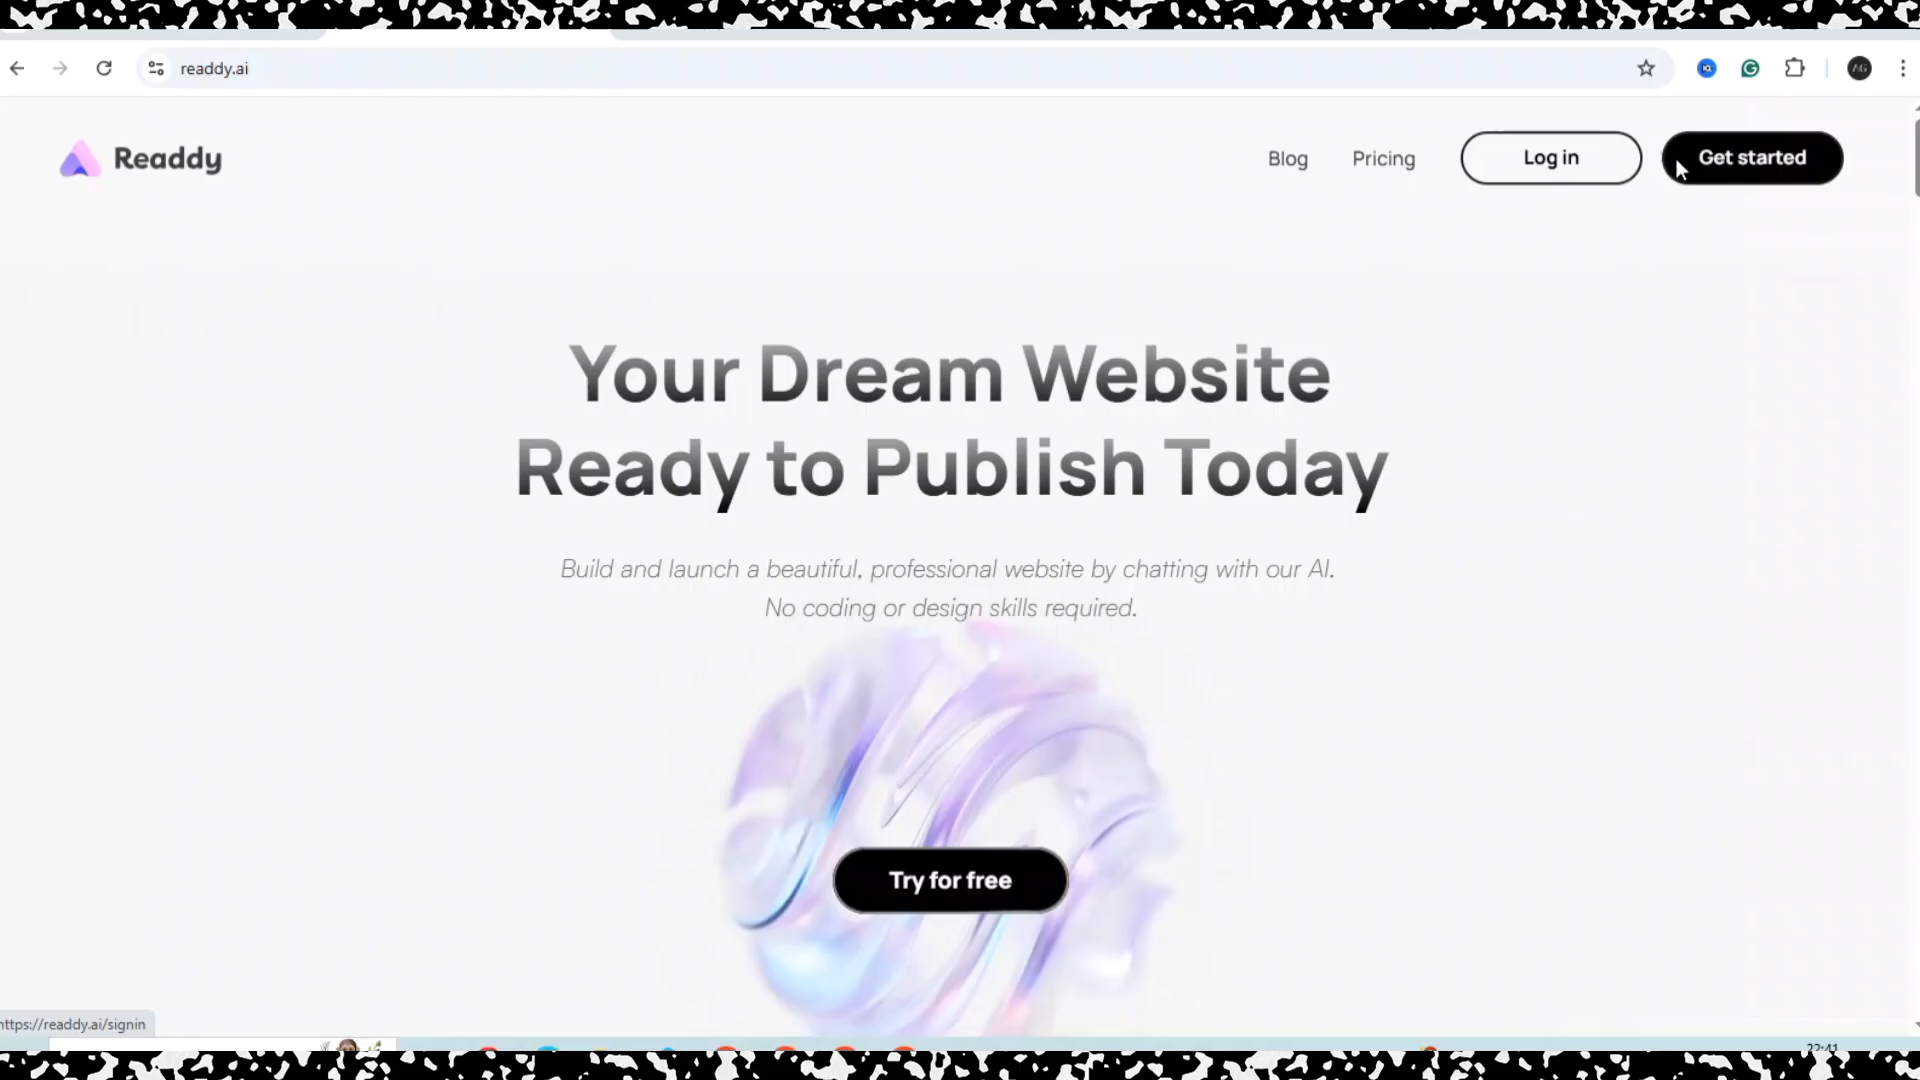 readdy.ai
Readdy
Blog
Pricing
Log in
Get started
Your Dream Website
Ready to Publish Today
Build and launch a beautiful, professional website by chatting with our AI.
No coding or design skills required.
Try for free
https://readdy.ai/signin
22:41